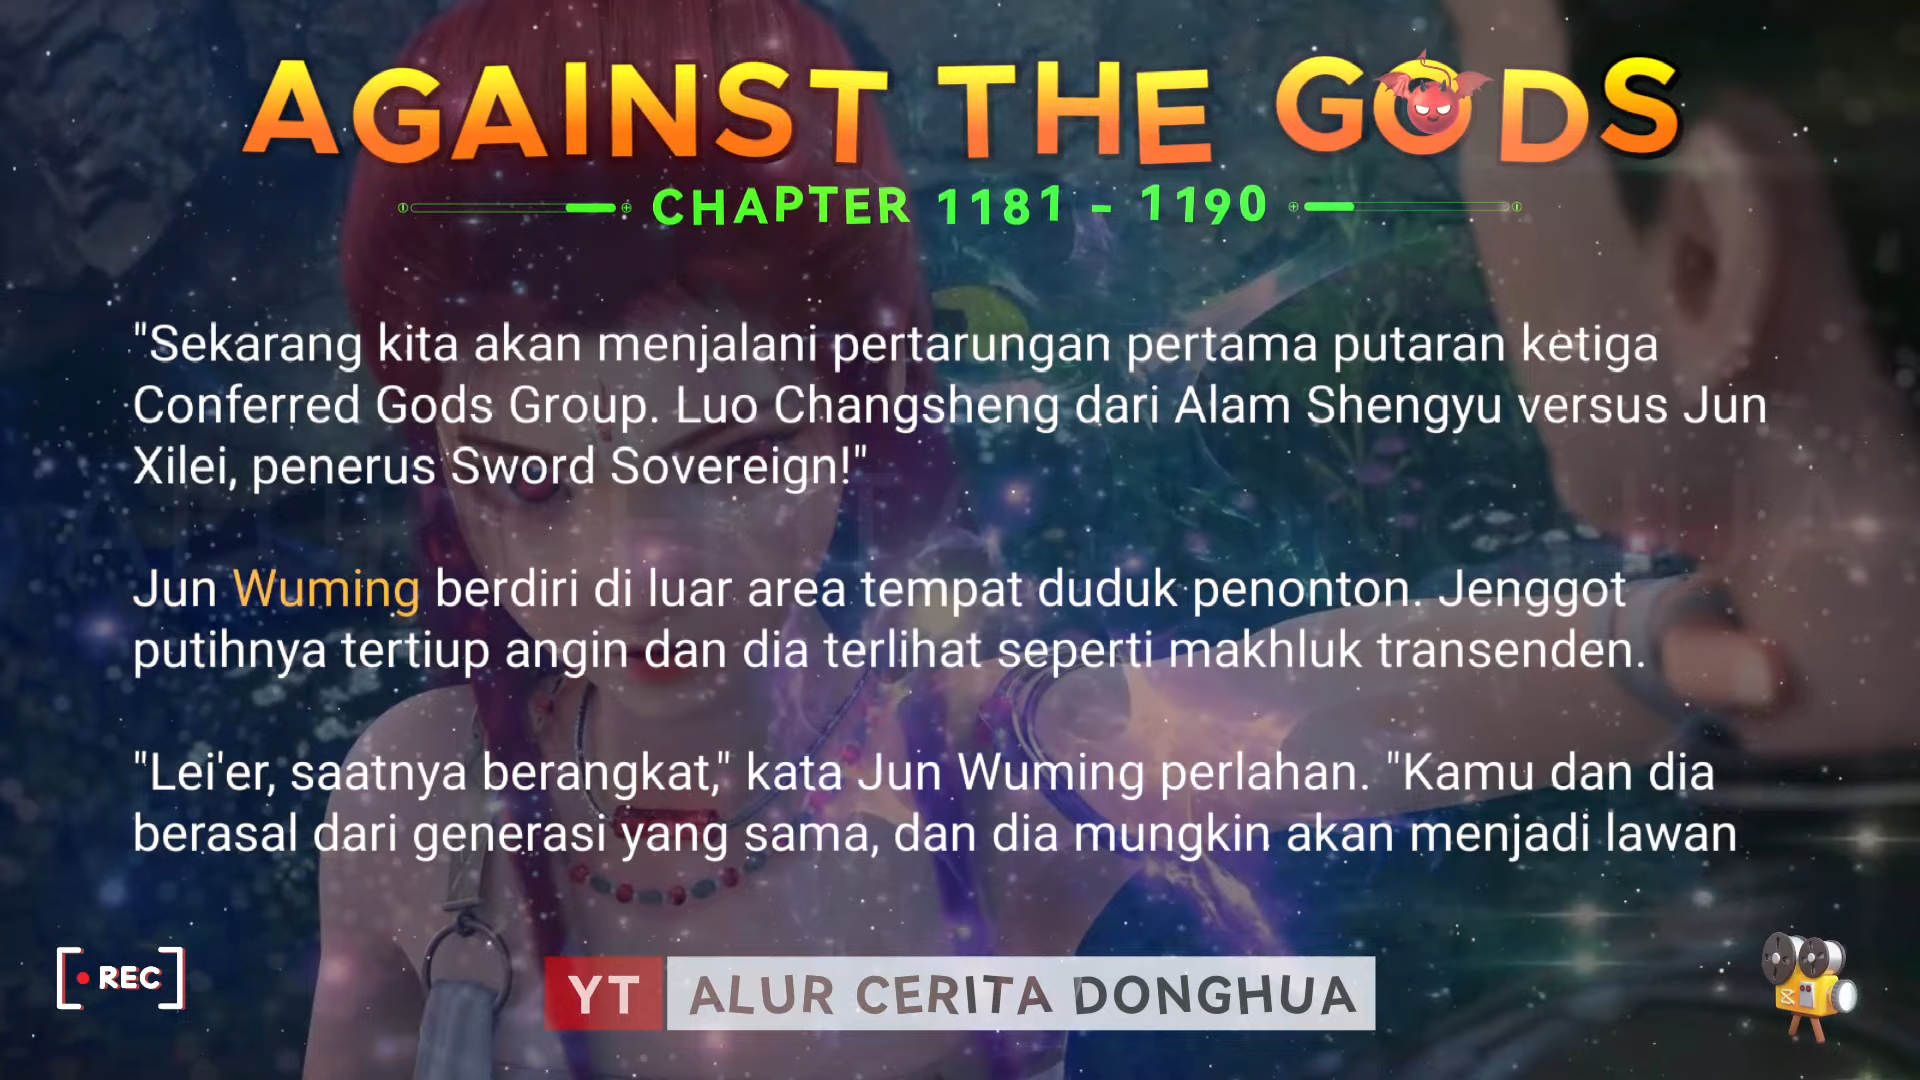 AGAINST THE GODS
CHAPTER 1181 - 1190
"Sekarang kita akan menjalani pertarungan pertama putaran ketiga
Conferred Gods Group. Luo Changsheng dari Alam Shengyu versus Jun
Xilei, penerus Sword Sovereign!"
Jun Wuming berdiri di luar area tempat duduk penonton. Jenggot
putihnya tertiup angin dan dia terlihat seperti makhluk transenden.
"Lei'er, saatnya berangkat," kata Jun Wuming perlahan. "Kamu dan dia
berasal dari generasi yang sama, dan dia mungkin akan menjadi lawan
REC
YT ALUR CERITA DONGHUA